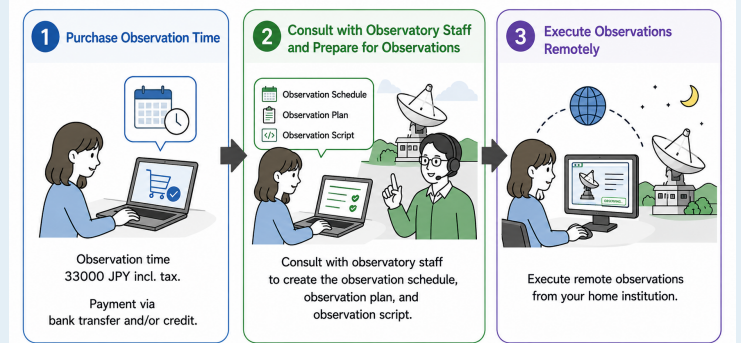 1 Purchase Observation Time
Observation time
33000 JPY incl. tax.
Payment via
bank transfer and/or credit.
2 Consult with Observatory Staff
and Prepare for Observations
Observation Schedule
Observation Plan
Observation Script
Consult with observatory staff
to create the observation schedule,
observation plan, and
observation script.
3 Execute Observations
Remotely
Execute remote observations
from your home institution.